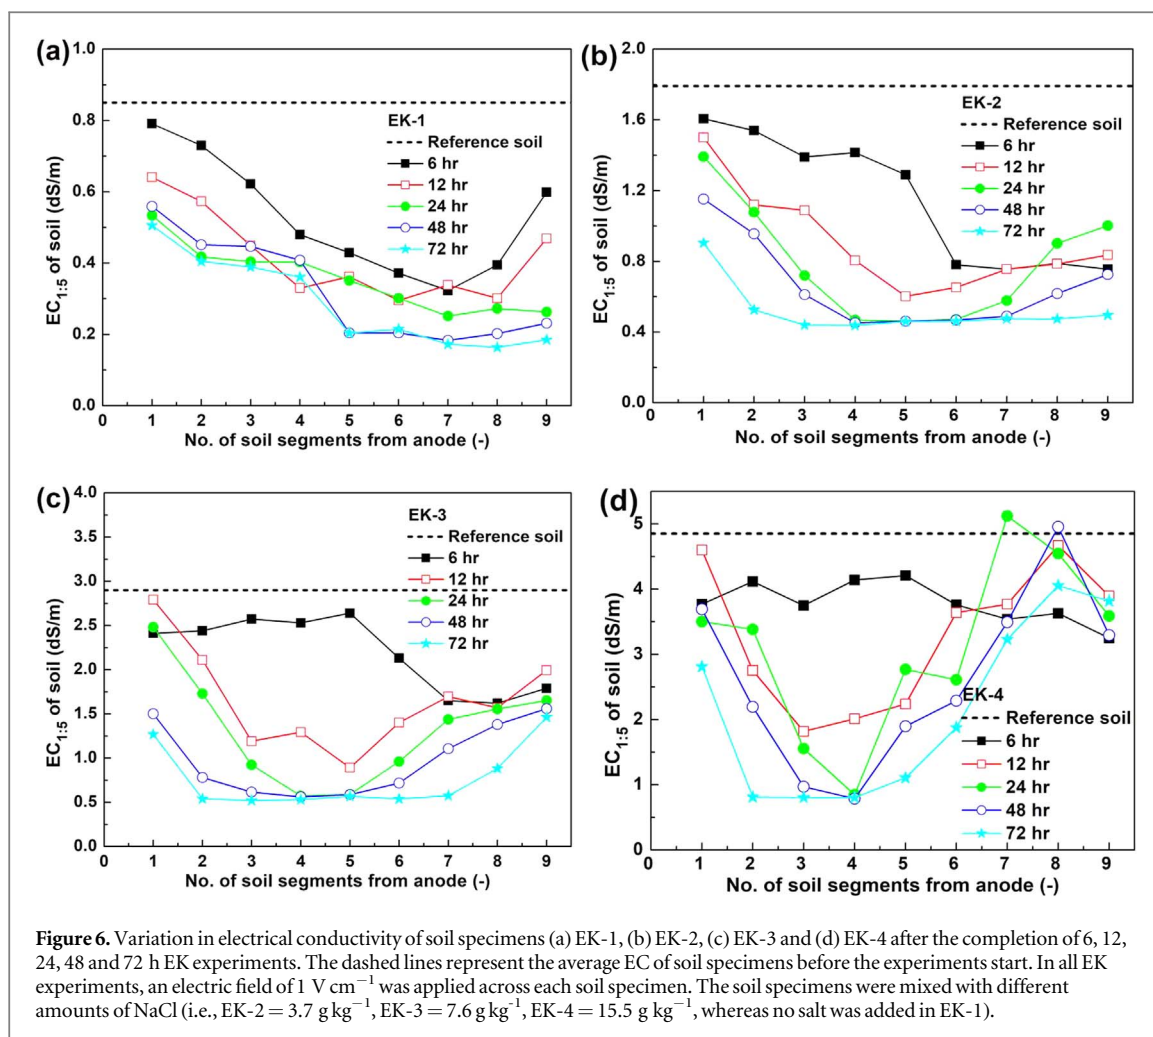 (a)
1.0
0.8
0.6
0.4
0.2
0.0
EC1:5 of soil (dS/m)
EK-1
Reference soil
6 hr
12 hr
24 hr
48 hr
72 hr
0 1 2 3 4 5 6 7 8 9
No. of soil segments from anode (-)
(b)
2.0
1.6
1.2
0.8
0.4
0.0
EC1:5 of soil (dS/m)
EK-2
Reference soil
6 hr
12 hr
24 hr
48 hr
72 hr
0 1 2 3 4 5 6 7 8 9
No. of soil segments from anode (-)
(c)
4.0
3.5
3.0
2.5
2.0
1.5
1.0
0.5
0.0
EC1:5 of soil (dS/m)
EK-3
Reference soil
6 hr
12 hr
24 hr
48 hr
72 hr
0 1 2 3 4 5 6 7 8 9
No. of soil segments from anode (-)
(d)
5
4
3
2
1
0
EC1:5 of soil (dS/m)
EK-4
Reference soil
6 hr
12 hr
24 hr
48 hr
72 hr
0 1 2 3 4 5 6 7 8 9
No. of soil segments from anode (-)
Figure 6. Variation in electrical conductivity of soil specimens (a) EK-1, (b) EK-2, (c) EK-3 and (d) EK-4 after the completion of 6, 12,
24, 48 and 72 h EK experiments. The dashed lines represent the average EC of soil specimens before the experiments start. In all EK
experiments, an electric field of 1 V cm−1 was applied across each soil specimen. The soil specimens were mixed with different
amounts of NaCl (i.e., EK-2 = 3.7 g kg−1, EK-3 = 7.6 g kg-1, EK-4 = 15.5 g kg−1, whereas no salt was added in EK-1).